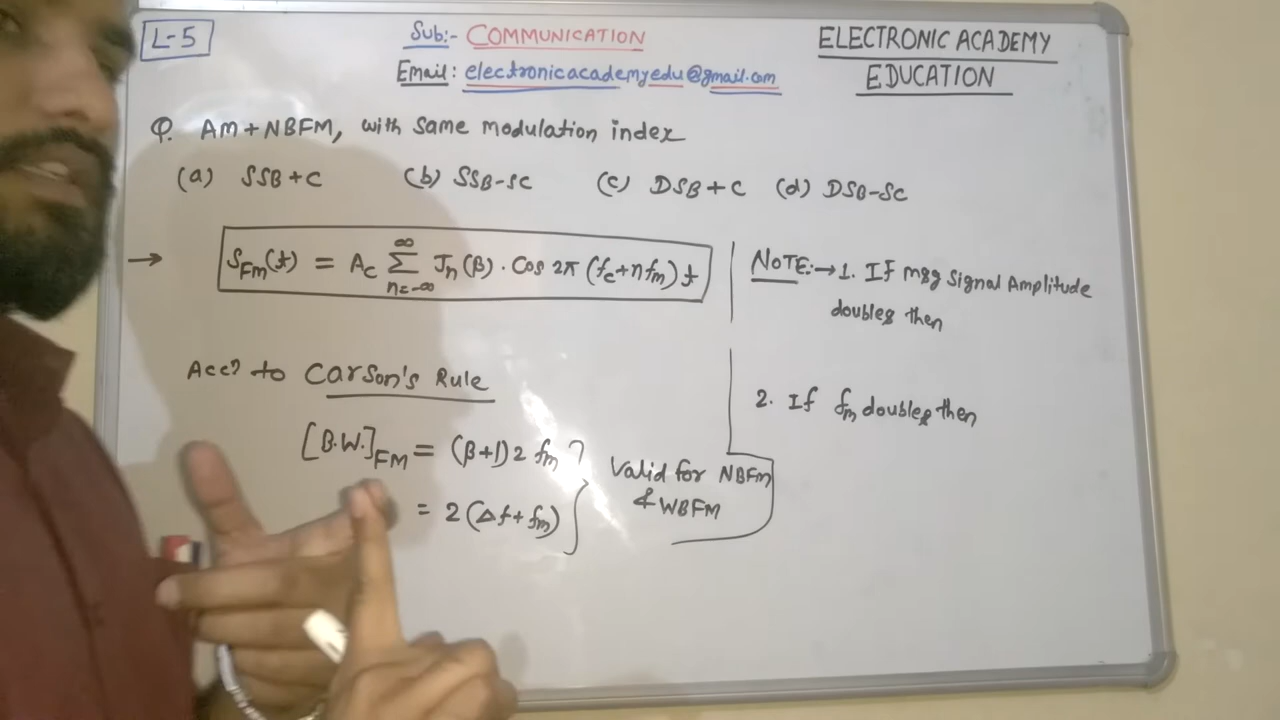 L-5
Sub:- COMMUNICATION
Email: electronicacademyedu@gmail.com
ELECTRONIC ACADEMY
EDUCATION
Q. AM+NBFM, with same modulation index
(a) SSB+C (b) SSB-SC (c) DSB+C (d) DSB-SC
→ S_FM(t) = A_c ∑_{n=-∞}^{∞} J_n(β) . Cos 2π (f_c+nf_m) t
Acc? to Carson's Rule
[B.W.]_FM = (β+1) 2 f_m
= 2(Δf+f_m)
Valid for NBFM
& WBFM
NOTE:→ 1. If msg Signal Amplitude
doubles then
2. If f_m doubles then